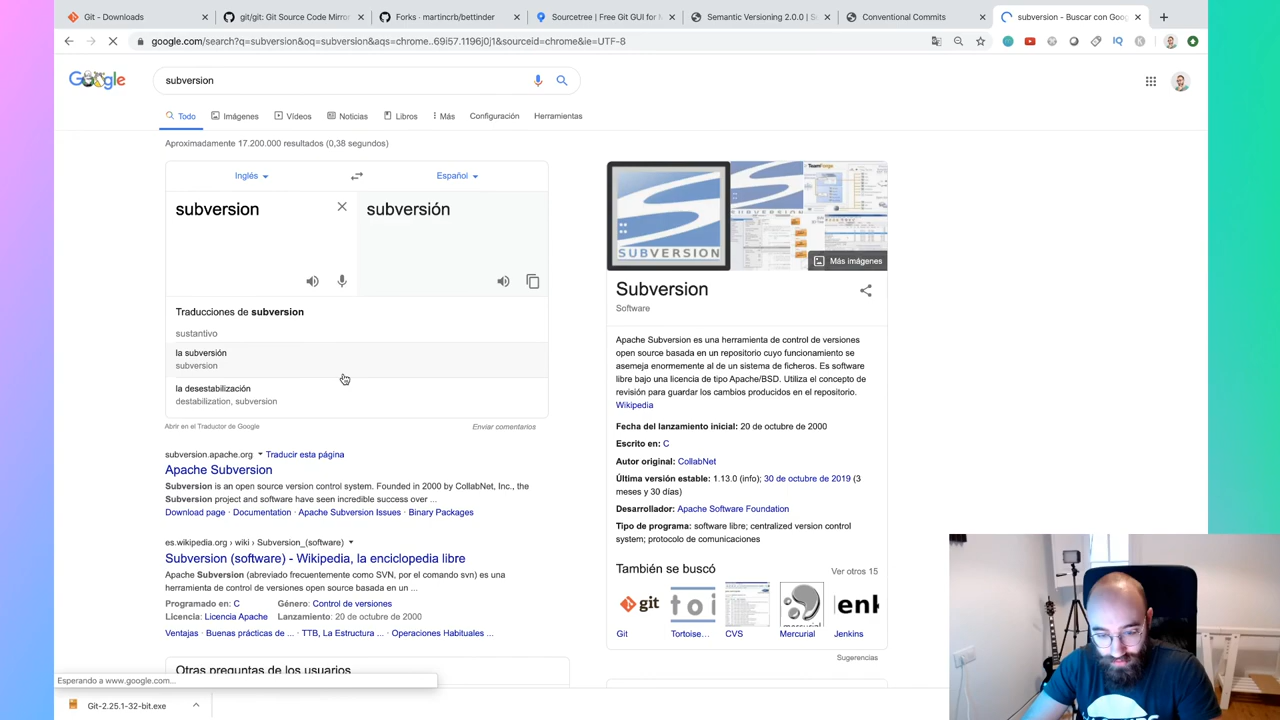 Git - Downloads
git/git: Git Source Code Mirror
Forks · martincrb/bettinder
Sourcetree | Free Git GUI for M
Semantic Versioning 2.0.0 | S
Conventional Commits
subversion - Buscar con Goog
google.com/search?q=subversion&oq=subversion&aqs=chrome..69i57.1196j0j1&sourceid=chrome&ie=UTF-8
IQ
subversion
Todo
Imágenes
Vídeos
Noticias
Libros
Más
Configuración
Herramientas
Aproximadamente 17.200.000 resultados (0,38 segundos)
Inglés
Español
subversion
subversión
Traducciones de subversion
sustantivo
la subversión
subversion
la desestabilización
destabilization, subversion
Abrir en el Traductor de Google
Enviar comentarios
subversion.apache.org
Traducir esta página
Apache Subversion
Subversion is an open source version control system. Founded in 2000 by CollabNet, Inc., the
Subversion project and software have seen incredible success over ...
Download page · Documentation · Apache Subversion Issues · Binary Packages
es.wikipedia.org › wiki › Subversion_(software)
Subversion (software) - Wikipedia, la enciclopedia libre
Apache Subversion (abreviado frecuentemente como SVN, por el comando svn) es una
herramienta de control de versiones open source basada en un ...
Programado en: C
Género: Control de versiones
Licencia: Licencia Apache
Lanzamiento: 20 de octubre de 2000
Ventajas · Buenas prácticas de ... · TTB, La Estructura ... · Operaciones Habituales ...
Otras preguntas de los usuarios
SUBVERSION
TeamForge
Más imágenes
Subversion
Software
Apache Subversion es una herramienta de control de versiones
open source basada en un repositorio cuyo funcionamiento se
asemeja enormemente al de un sistema de ficheros. Es software
libre bajo una licencia de tipo Apache/BSD. Utiliza el concepto de
revisión para guardar los cambios producidos en el repositorio.
Wikipedia
Fecha del lanzamiento inicial: 20 de octubre de 2000
Escrito en: C
Autor original: CollabNet
Última versión estable: 1.13.0 (info); 30 de octubre de 2019 (3
meses y 30 días)
Desarrollador: Apache Software Foundation
Tipo de programa: software libre; centralized version control
system; protocolo de comunicaciones
También se buscó
Ver otros 15
git
toi
enk
Git
Tortoise...
CVS
Mercurial
Jenkins
Sugerencias
Esperando a www.google.com...
Git-2.25.1-32-bit.exe